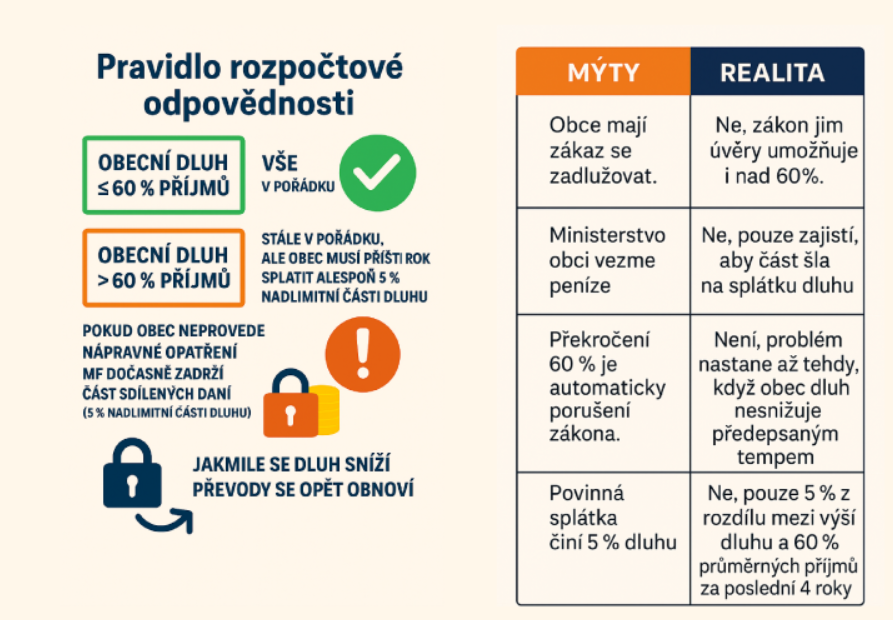 Pravidlo rozpočtové
odpovědnosti
OBECNÍ DLUH
≤ 60 % PŘÍJMŮ
VŠE
V POŘÁDKU
OBECNÍ DLUH
> 60 % PŘÍJMŮ
STÁLE V POŘÁDKU,
ALE OBEC MUSÍ PŘÍŠTI ROK
SPLATIT ALESPOŇ 5 %
NADLIMITNÍ ČÁSTI DLUHU
POKUD OBEC NEPROVEDE
NÁPRAVNÉ OPATŘENÍ
MF DOČASNĚ ZADRŽÍ
ČÁST SDÍLENÝCH DANÍ
(5 % NADLIMITNÍ ČÁSTI DLUHU)
!
JAKMILE SE DLUH SNÍŽÍ
PŘEVODY SE OPĚT OBNOVÍ
MÝTY
REALITA
Obce mají
zákaz se
zadlužovat.
Ne, zákon jim
úvěry umožňuje
i nad 60%.
Ministerstvo
obci vezme
peníze
Ne, pouze zajistí,
aby část šla
na splátku dluhu
Překročení
60 % je
automaticky
porušení
zákona.
Není, problém
nastane až tehdy,
když obec dluh
nesnižuje
předepsaným
tempem
Povinná
splátka
činí 5 % dluhu
Ne, pouze 5 % z
rozdílu mezi výší
dluhu a 60 %
průměrných příjmů
za poslední 4 roky